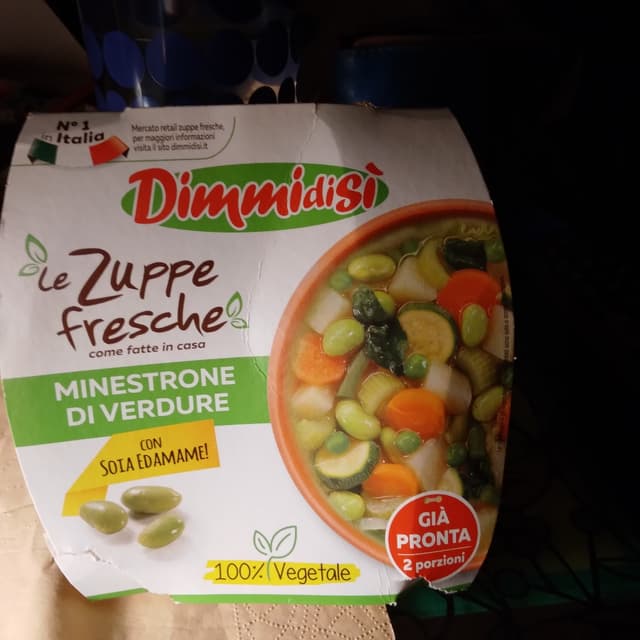 N° 1
in Italia
Mercato retail zuppe fresche,
per maggiori informazioni
visita il sito dimmidisi.it
DimmidiSì
Le Zuppe
fresche
come fatte in casa
MINESTRONE
DI VERDURE
CON
SOIA EDAMAME!
100% Vegetale
GIÀ
PRONTA
2 porzioni